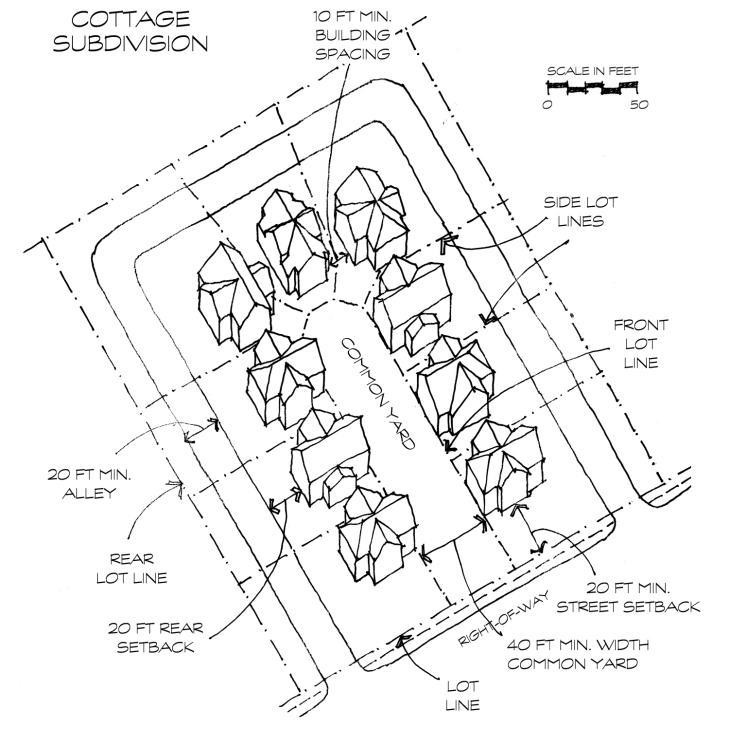 COTTAGE
SUBDIVISION
10 FT MIN.
BUILDING
SPACING
SCALE IN FEET
0 50
SIDE LOT
LINES
FRONT
LOT
LINE
COMMON YARD
20 FT MIN.
ALLEY
REAR
LOT LINE
20 FT REAR
SETBACK
20 FT MIN.
STREET SETBACK
RIGHT-OF-WAY
40 FT MIN. WIDTH
COMMON YARD
LOT
LINE